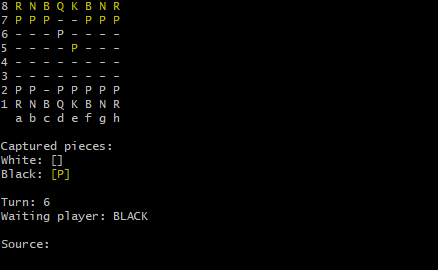 8 R N B Q K B N R
7 P P P - - P P P
6 - - - P - - - -
5 - - - - P - - -
4 - - - - - - - -
3 - - - - - - - -
2 P P - P P P P P
1 R N B Q K B N R
a b c d e f g h
Captured pieces:
White: []
Black: [P]
Turn: 6
Waiting player: BLACK
Source: